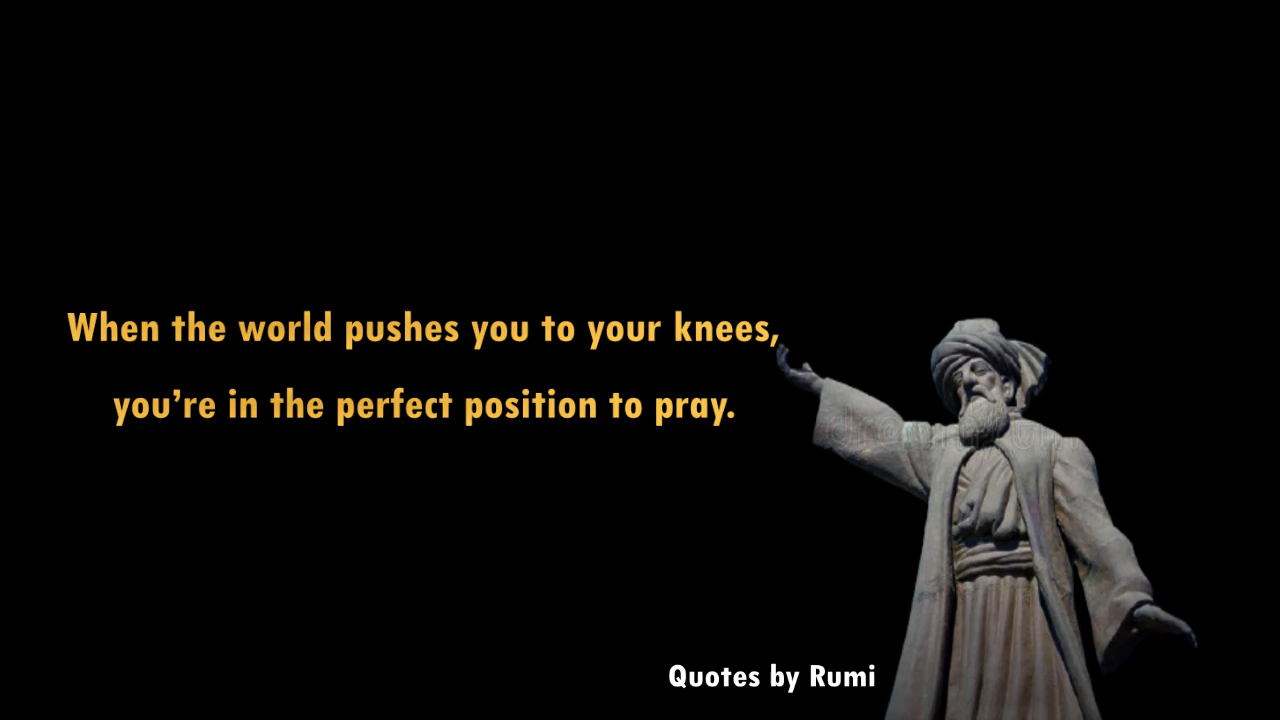 When the world pushes you to your knees,
you’re in the perfect position to pray.
Quotes by Rumi